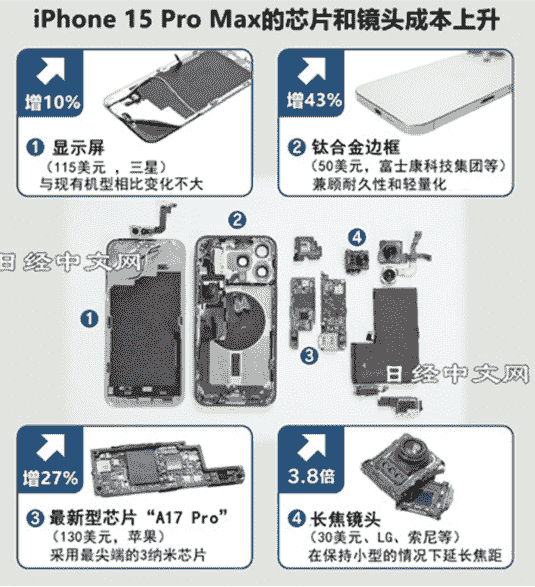 iPhone 15 Pro Max的芯片和镜头成本上升
增10%
❶ 显示屏
（115美元 ，三星）
与现有机型相比变化不大
增43%
❷ 钛合金边框
（50美元，富士康科技集团等）
兼顾耐久性和轻量化
❷
❹
日经中文网
❶
❸
日经中文网
增27%
❸ 最新型芯片“A17 Pro”
（130美元，苹果）
采用最尖端的3纳米芯片
3.8倍
❹ 长焦镜头
（30美元、LG、索尼等）
在保持小型的情况下延长焦距